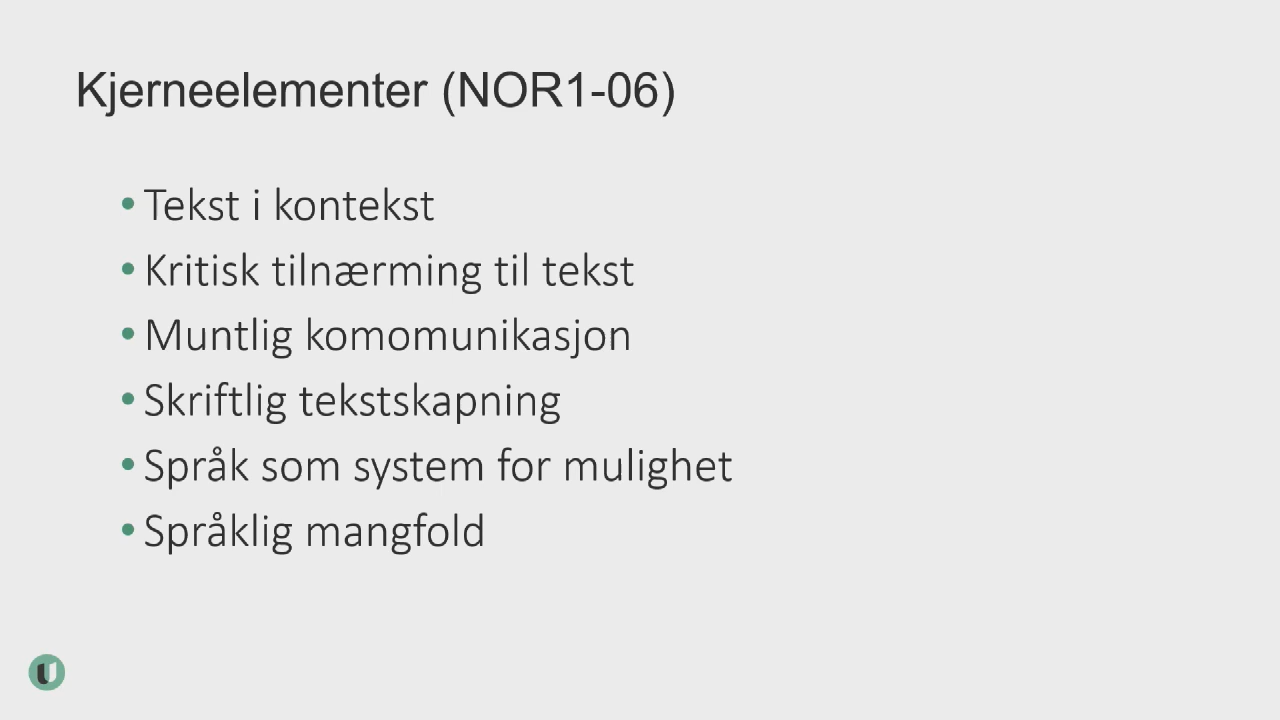 Kjerneelementer (NOR1-06)
• Tekst i kontekst
• Kritisk tilnærming til tekst
• Muntlig komomunikasjon
• Skriftlig tekstskapning
• Språk som system for mulighet
• Språklig mangfold
U